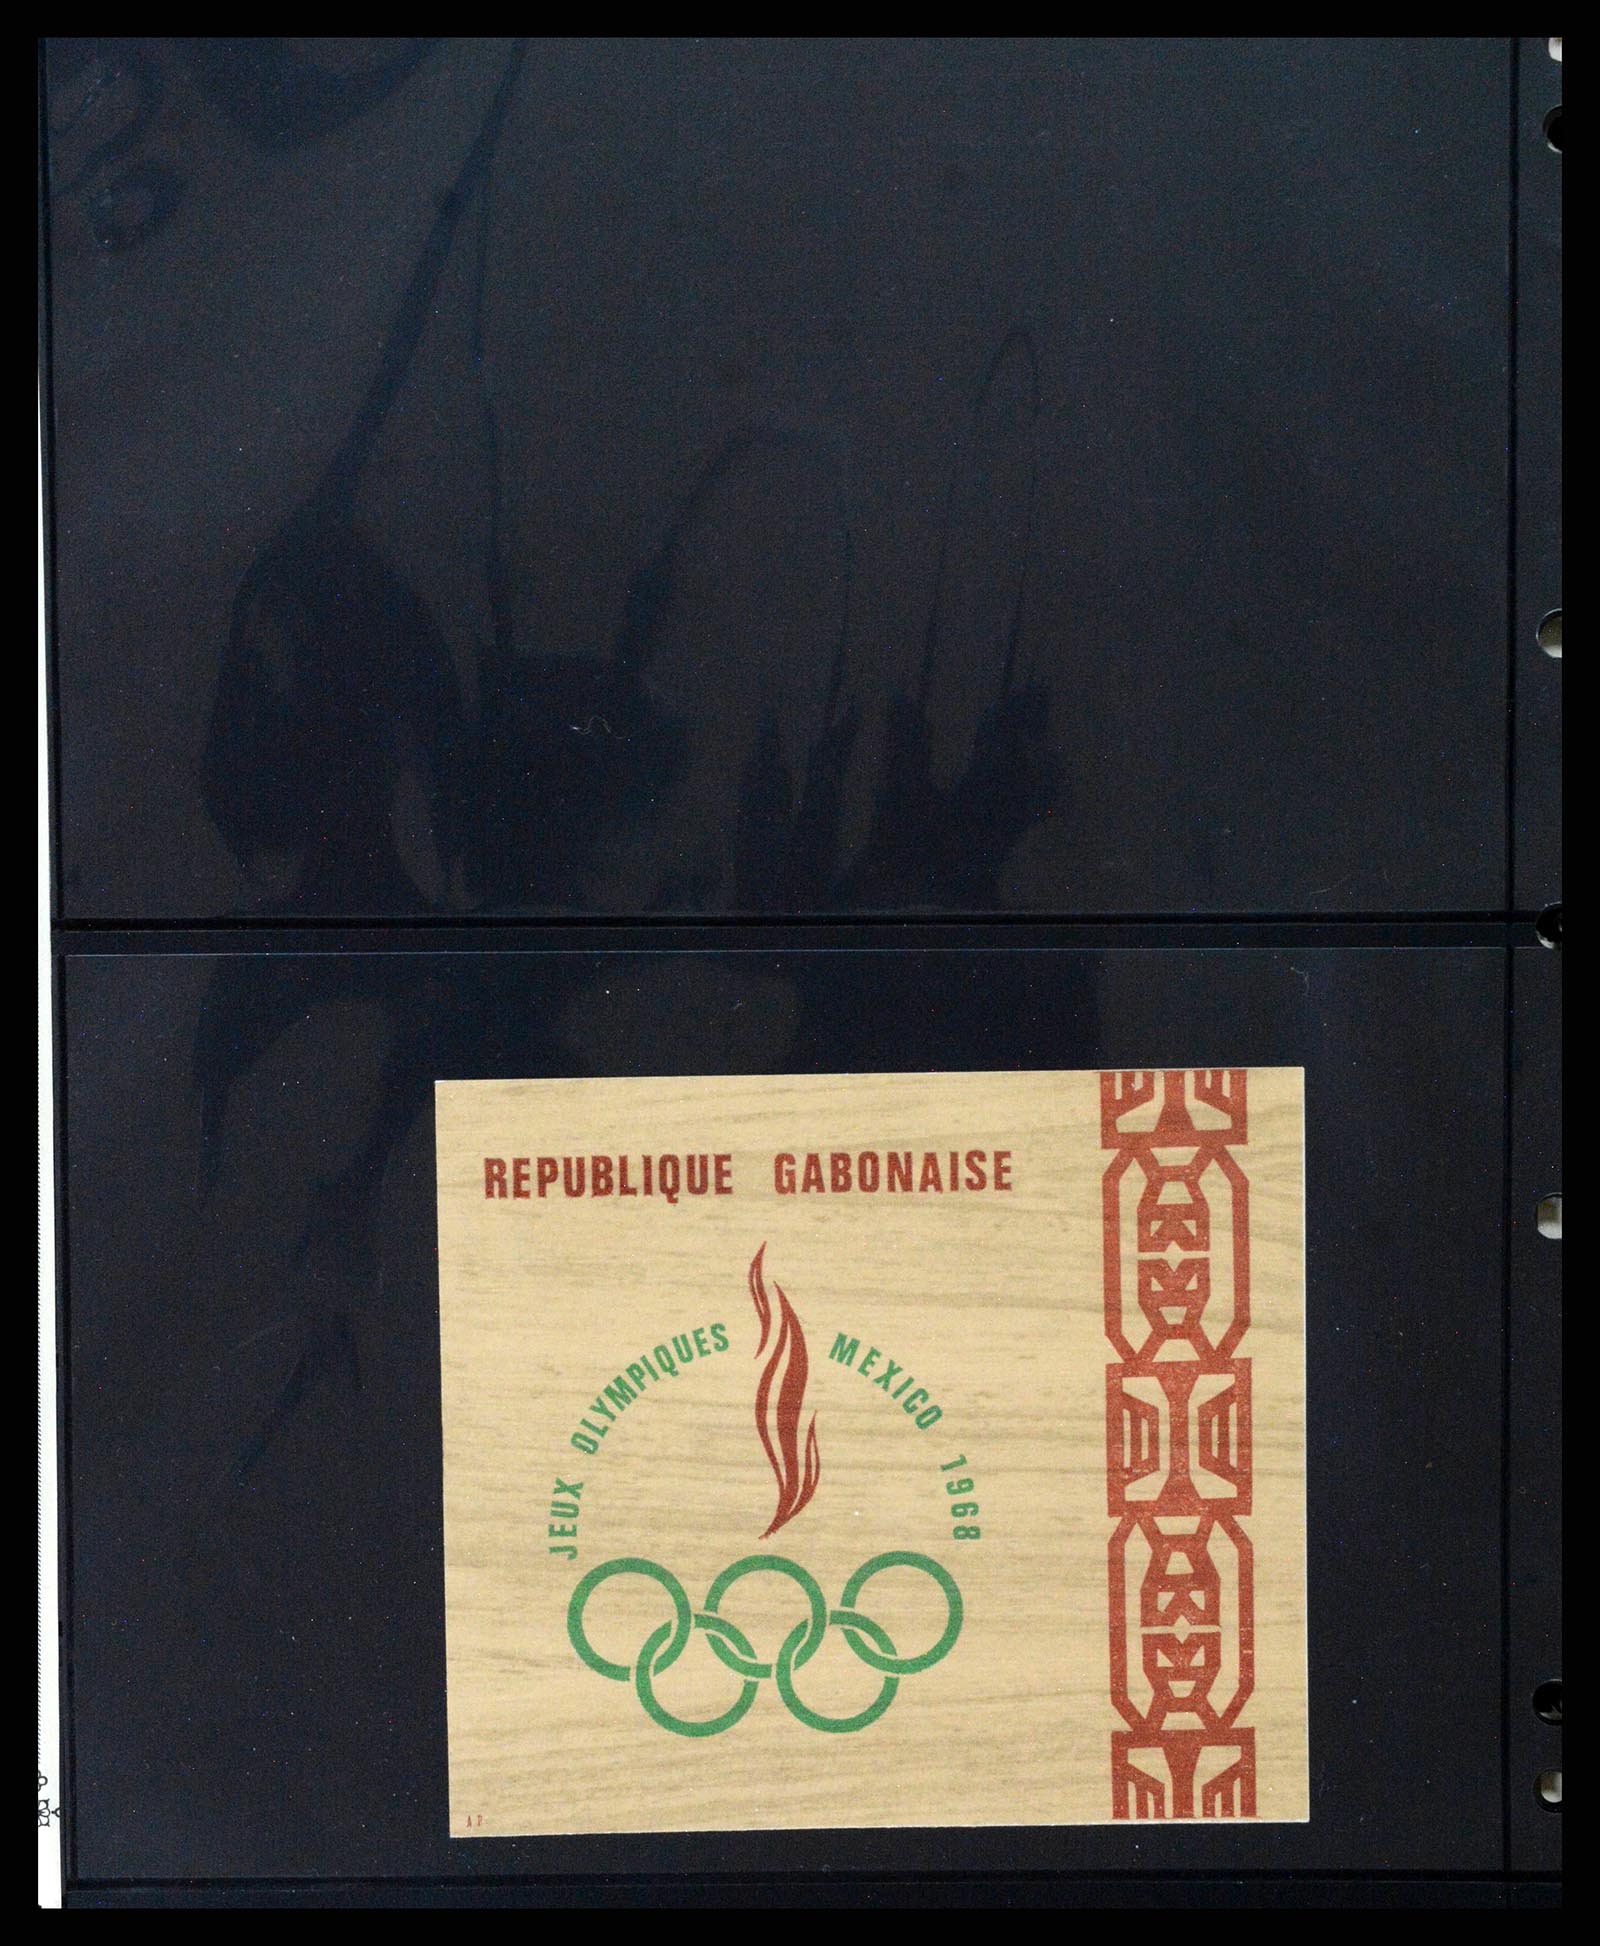 REPUBLIQUE GABONAISE
JEUX OLYMPIQUES MEXICO 1968
A P